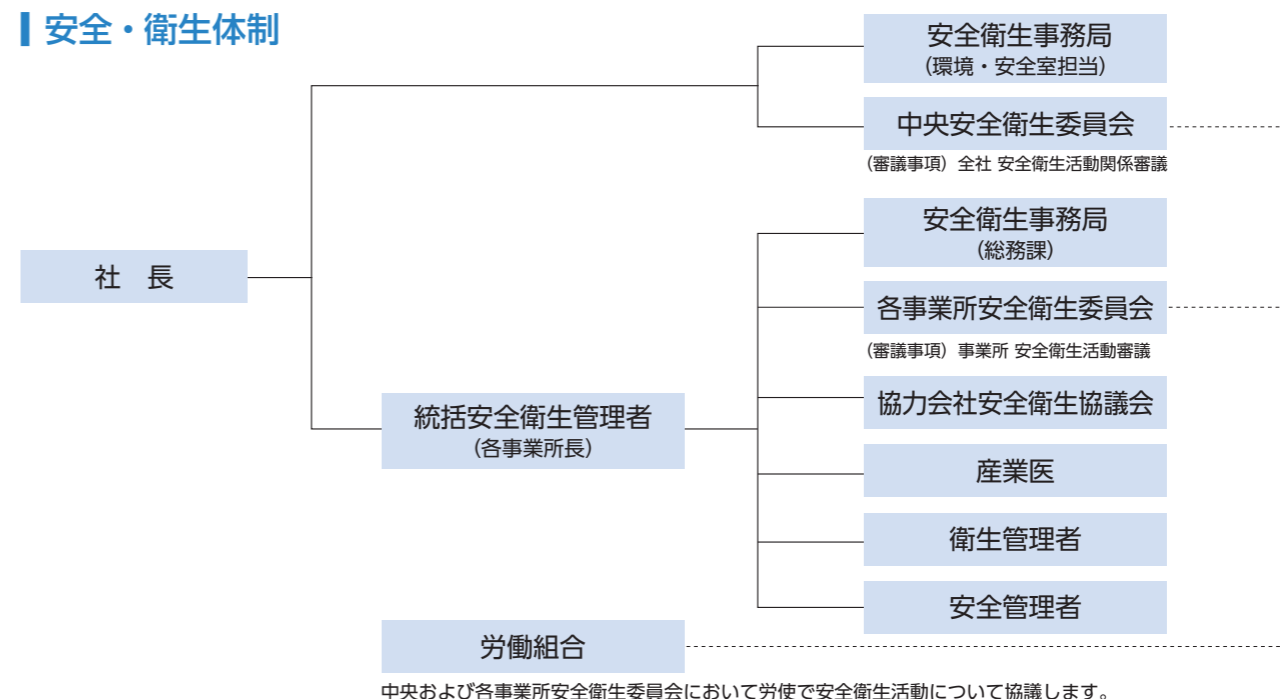 安全・衛生体制
安全衛生事務局
（環境・安全室担当）
中央安全衛生委員会
（審議事項）全社 安全衛生活動関係審議
安全衛生事務局
（総務課）
社　長
各事業所安全衛生委員会
（審議事項）事業所 安全衛生活動審議
協力会社安全衛生協議会
統括安全衛生管理者
（各事業所長）
産業医
衛生管理者
安全管理者
労働組合
中央および各事業所安全衛生委員会において労使で安全衛生活動について協議します。